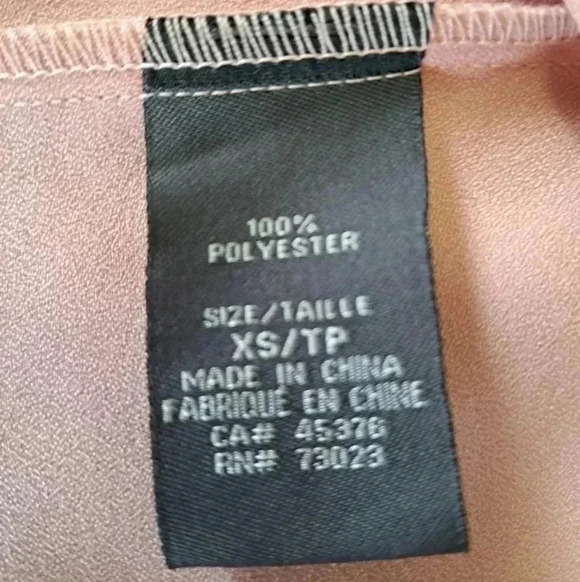 100%
POLYESTER
SIZE/TAILLE
XS/TP
MADE IN CHINA
FABRIQUÉ EN CHINE
CA# 45376
RN# 73023